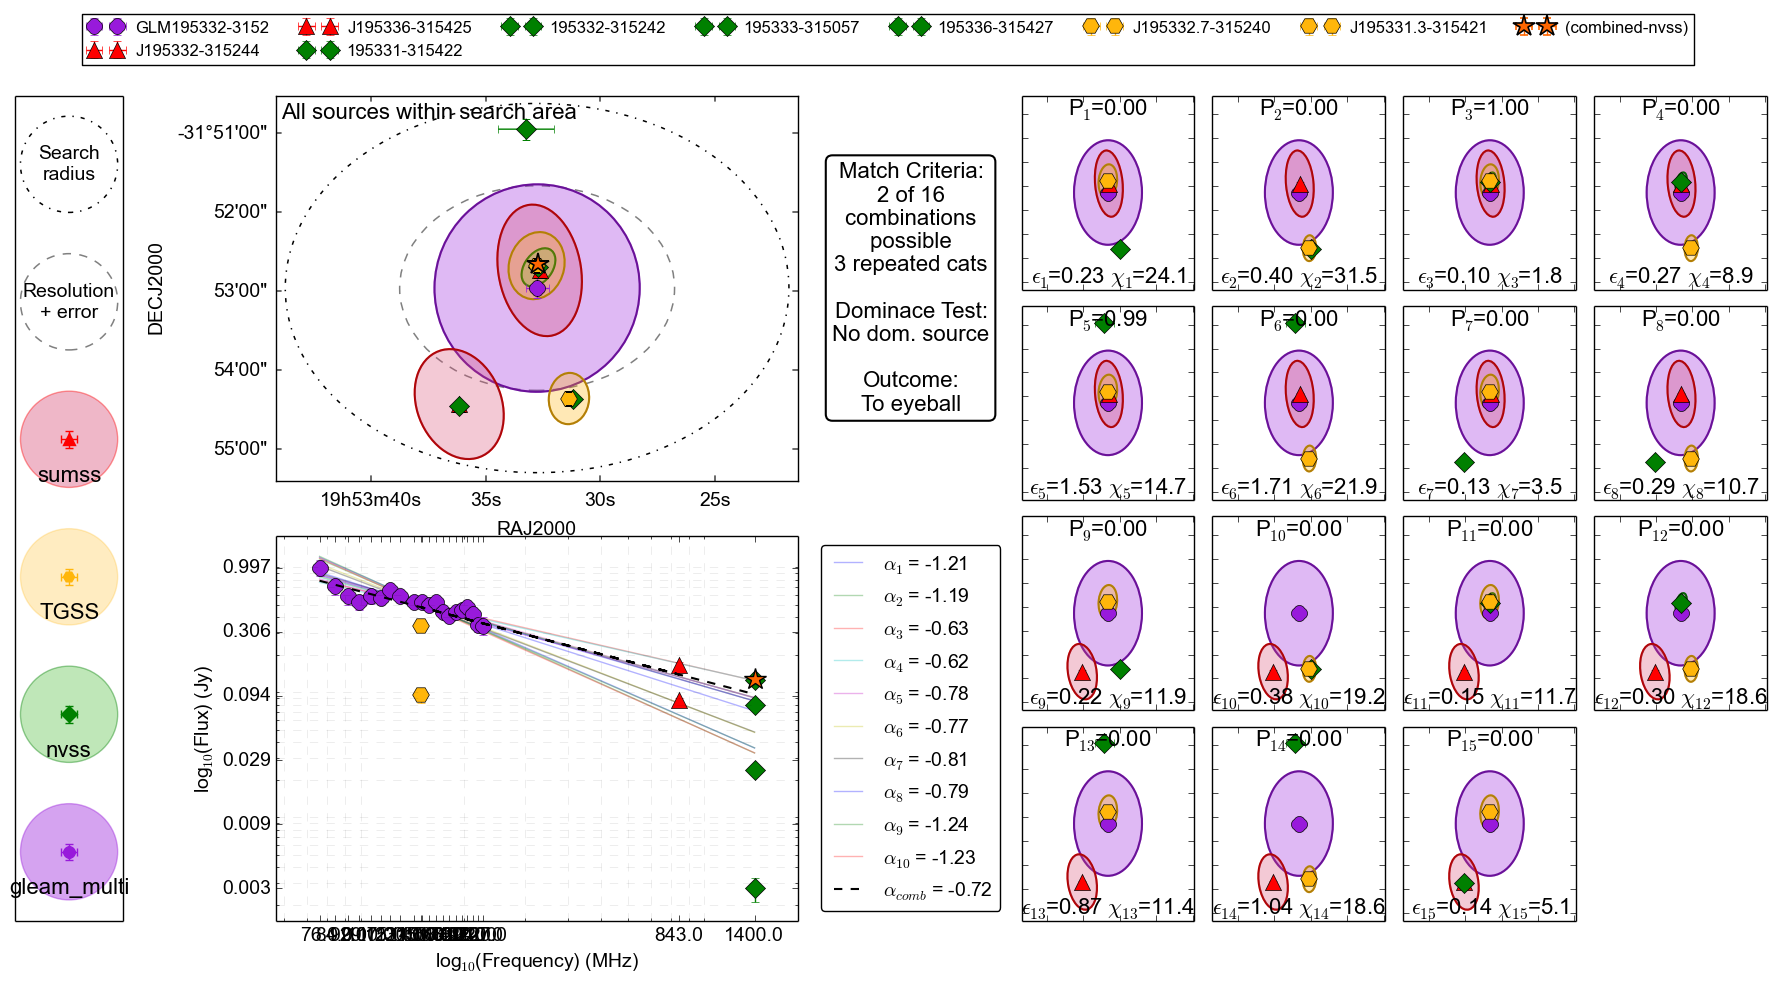 GLM195332-3152
J195336-315425
195332-315242
195333-315057
195336-315427
J195332.7-315240
J195331.3-315421
(combined-nvss)
J195332-315244
195331-315422
Search
radius
Resolution
+ error
sumss
TGSS
nvss
gleam_multi
All sources within search area
DECJ2000
-31°51'00"
52'00"
53'00"
54'00"
55'00"
19h53m40s
35s
30s
25s
RAJ2000
Match Criteria:
2 of 16
combinations
possible
3 repeated cats
Dominace Test:
No dom. source
Outcome:
To eyeball
log10(Flux) (Jy)
0.997
0.306
0.094
0.029
0.009
0.003
843.0
1400.0
log10(Frequency) (MHz)
α1 = -1.21
α2 = -1.19
α3 = -0.63
α4 = -0.62
α5 = -0.78
α6 = -0.77
α7 = -0.81
α8 = -0.79
α9 = -1.24
α10 = -1.23
αcomb = -0.72
P1=0.00
ϵ1=0.23 χ1=24.1
P2=0.00
ϵ2=0.40 χ2=31.5
P3=1.00
ϵ3=0.10 χ3=1.8
P4=0.00
ϵ4=0.27 χ4=8.9
P5=0.99
ϵ5=1.53 χ5=14.7
P6=0.00
ϵ6=1.71 χ6=21.9
P7=0.00
ϵ7=0.13 χ7=3.5
P8=0.00
ϵ8=0.29 χ8=10.7
P9=0.00
ϵ9=0.22 χ9=11.9
P10=0.00
ϵ10=0.38 χ10=19.2
P11=0.00
ϵ11=0.15 χ11=11.7
P12=0.00
ϵ12=0.30 χ12=18.6
P13=0.00
ϵ13=0.87 χ13=11.4
P14=0.00
ϵ14=1.04 χ14=18.6
P15=0.00
ϵ15=0.14 χ15=5.1